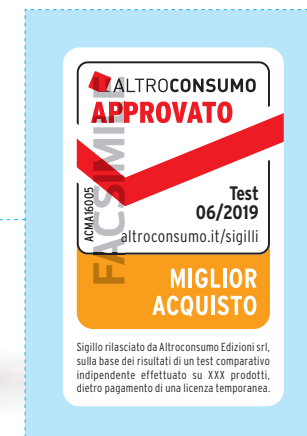 ALTROCONSUMO
APPROVATO
FACSIMILE
ACMA16005
Test
06/2019
altroconsumo.it/sigilli
MIGLIOR
ACQUISTO
Sigillo rilasciato da Altroconsumo Edizioni srl,
sulla base dei risultati di un test comparativo
indipendente effettuato su XXX prodotti,
dietro pagamento di una licenza temporanea.